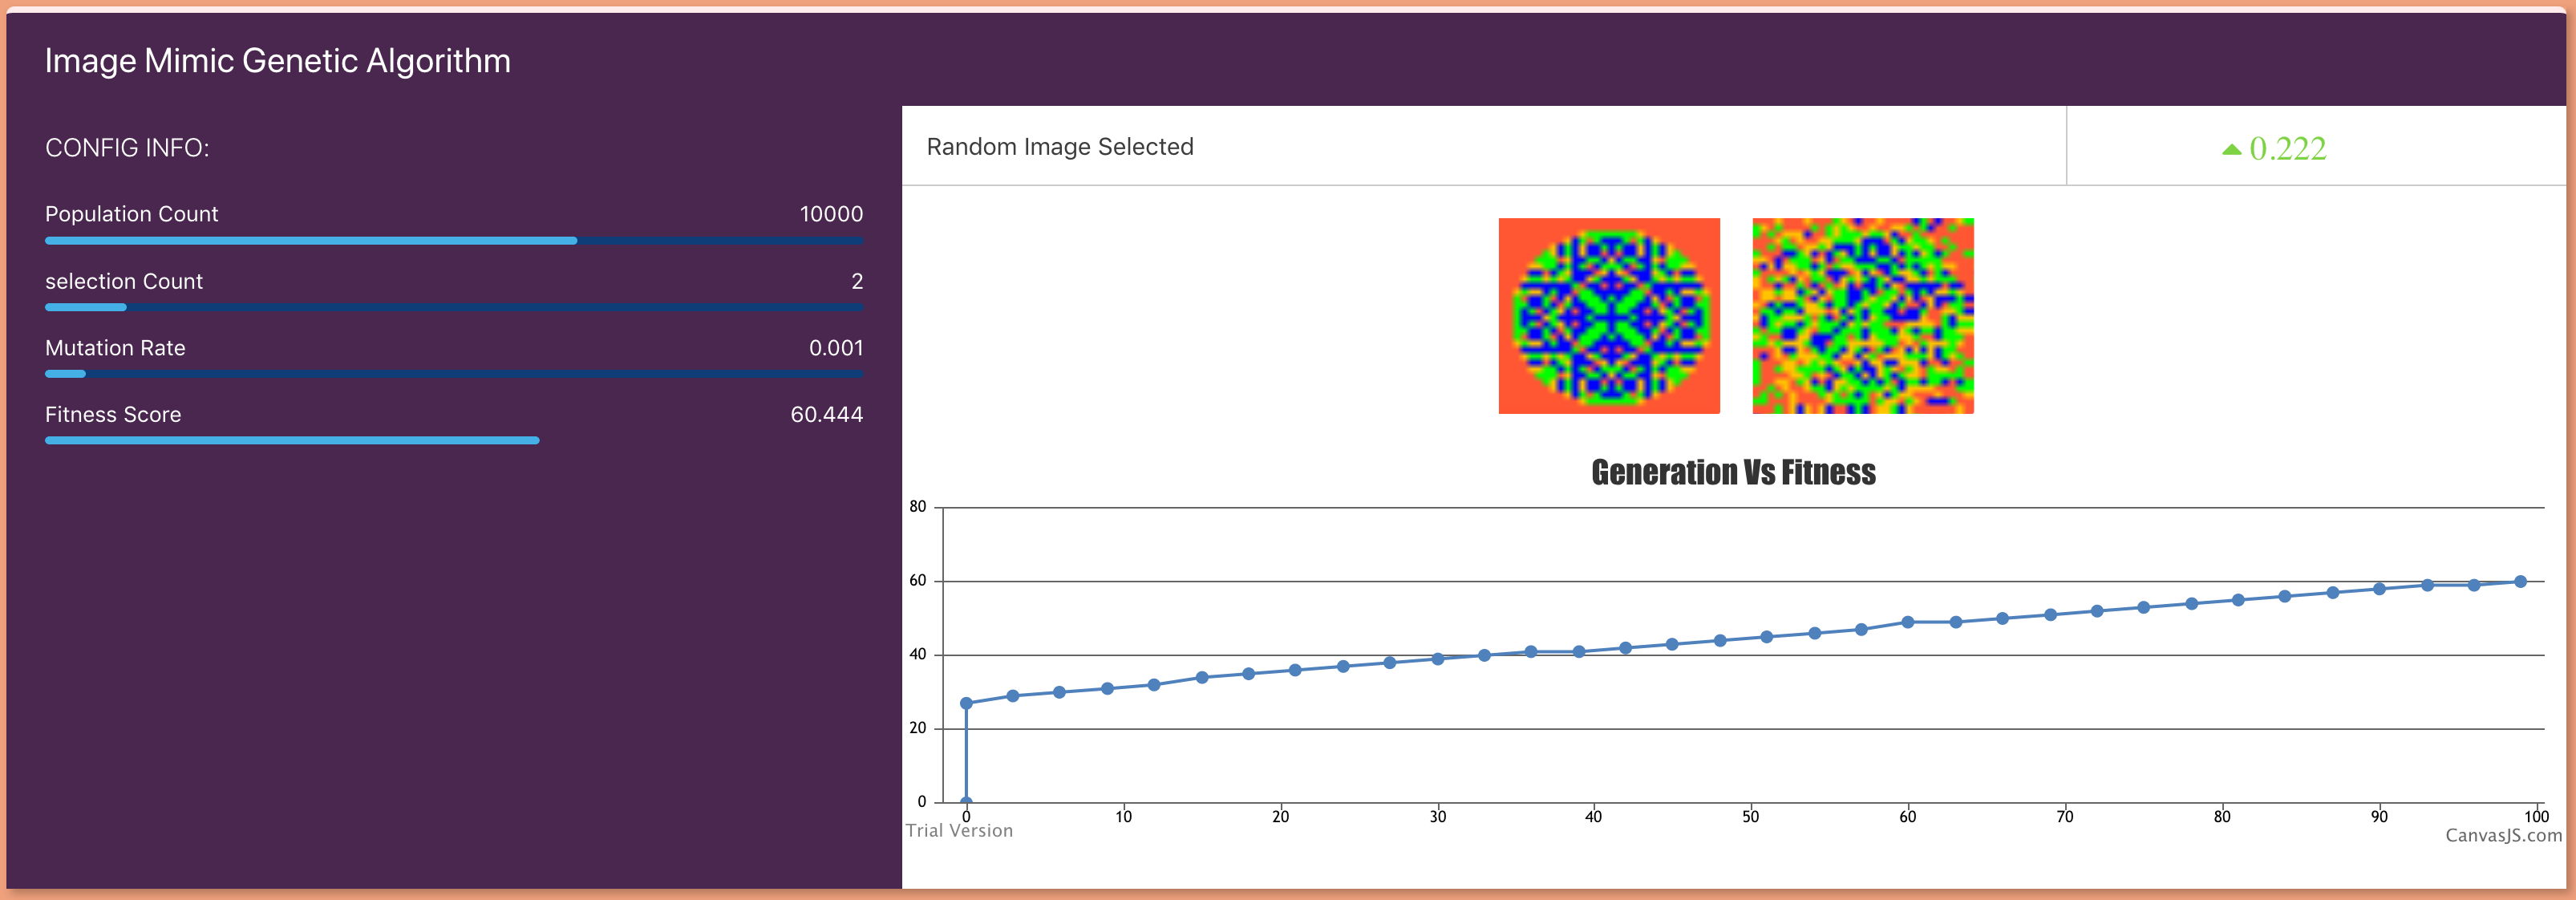 Image Mimic Genetic Algorithm
CONFIG INFO:
Population Count 10000
selection Count 2
Mutation Rate 0.001
Fitness Score 60.444
Random Image Selected
0.222
Generation Vs Fitness
80
60
40
20
0
0 10 20 30 40 50 60 70 80 90 100
Trial Version
CanvasJS.com